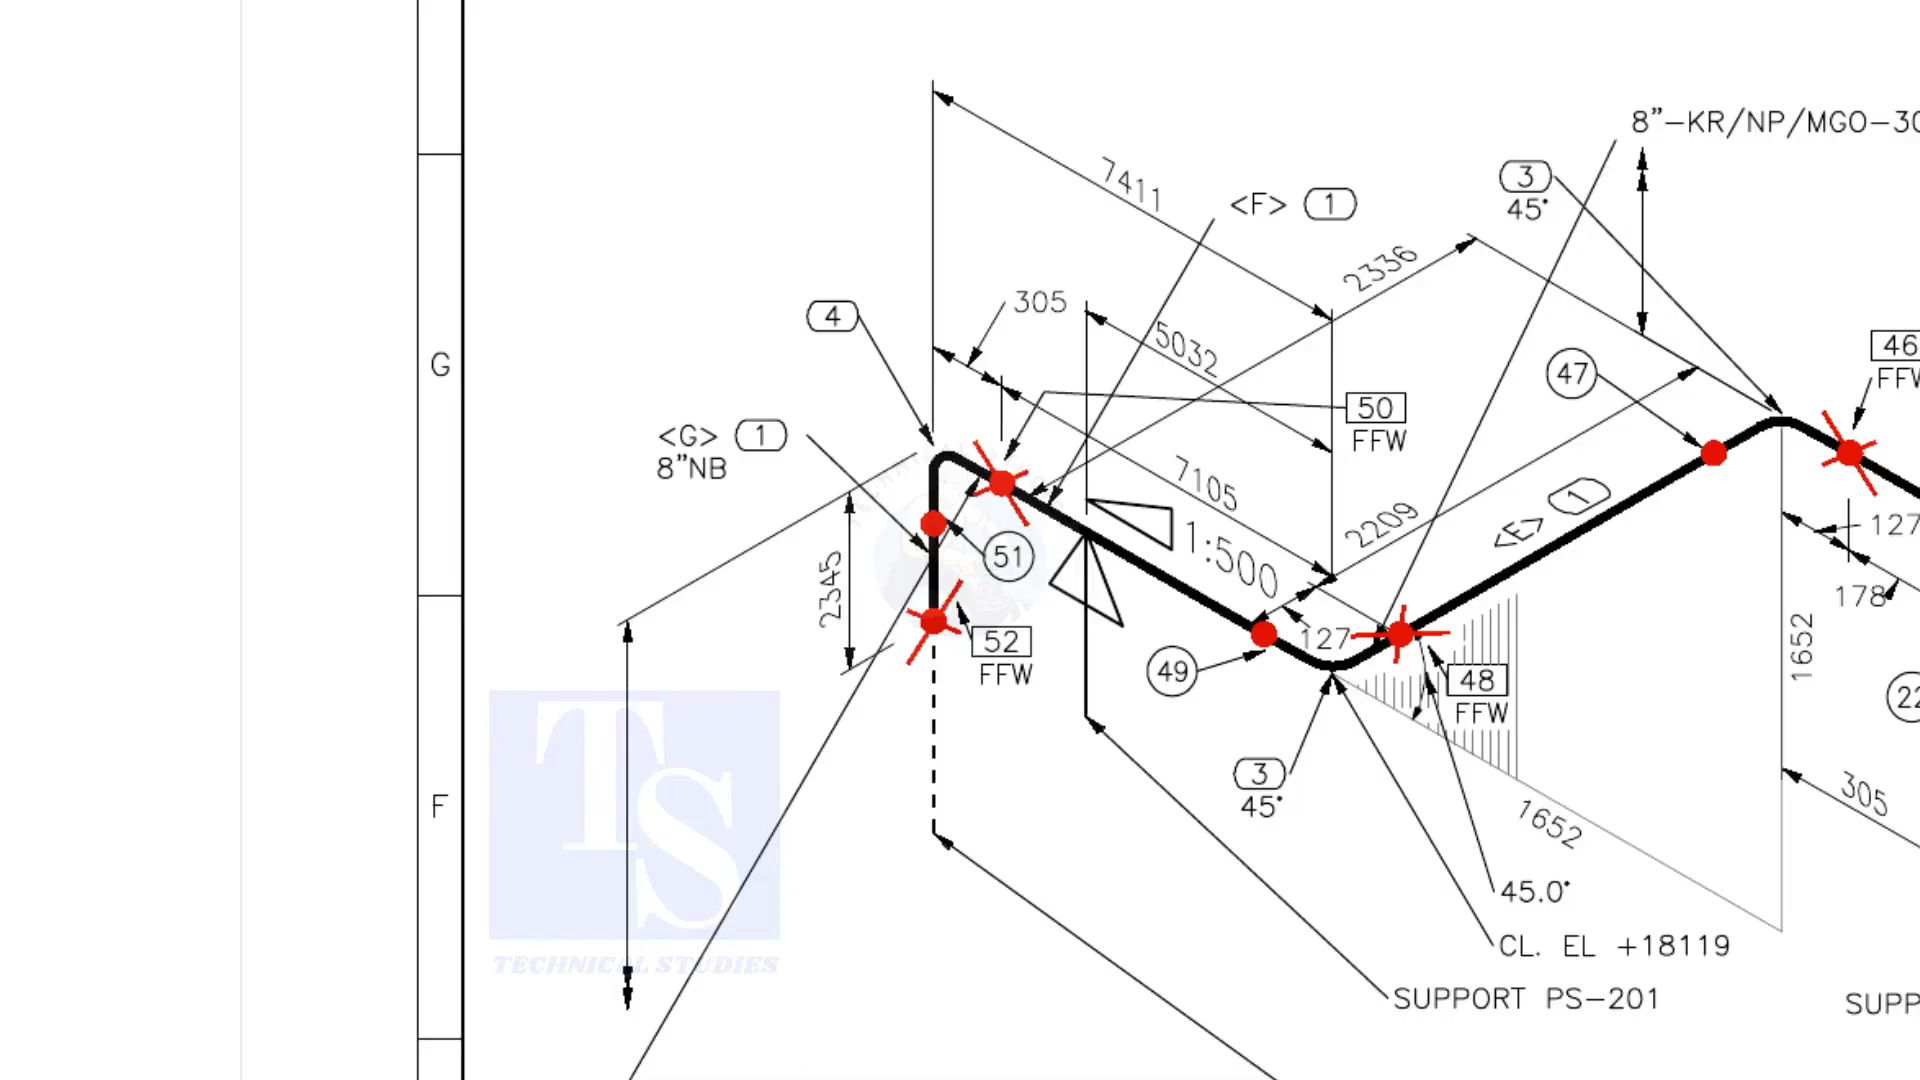 8"-KR/NP/MGO-30
7411
<F> 1
3
45°
2336
305
4
5032
46
FFW
G
47
50
FFW
<G> 1
8"NB
7105
2209
<E> 1
1:500
127
51
2345
178
127
52
FFW
1652
49
48
FFW
22
3
45°
F
305
1652
45.0°
CL. EL +18119
TS
TECHNICAL STUDIES
SUPPORT PS-201
SUPP